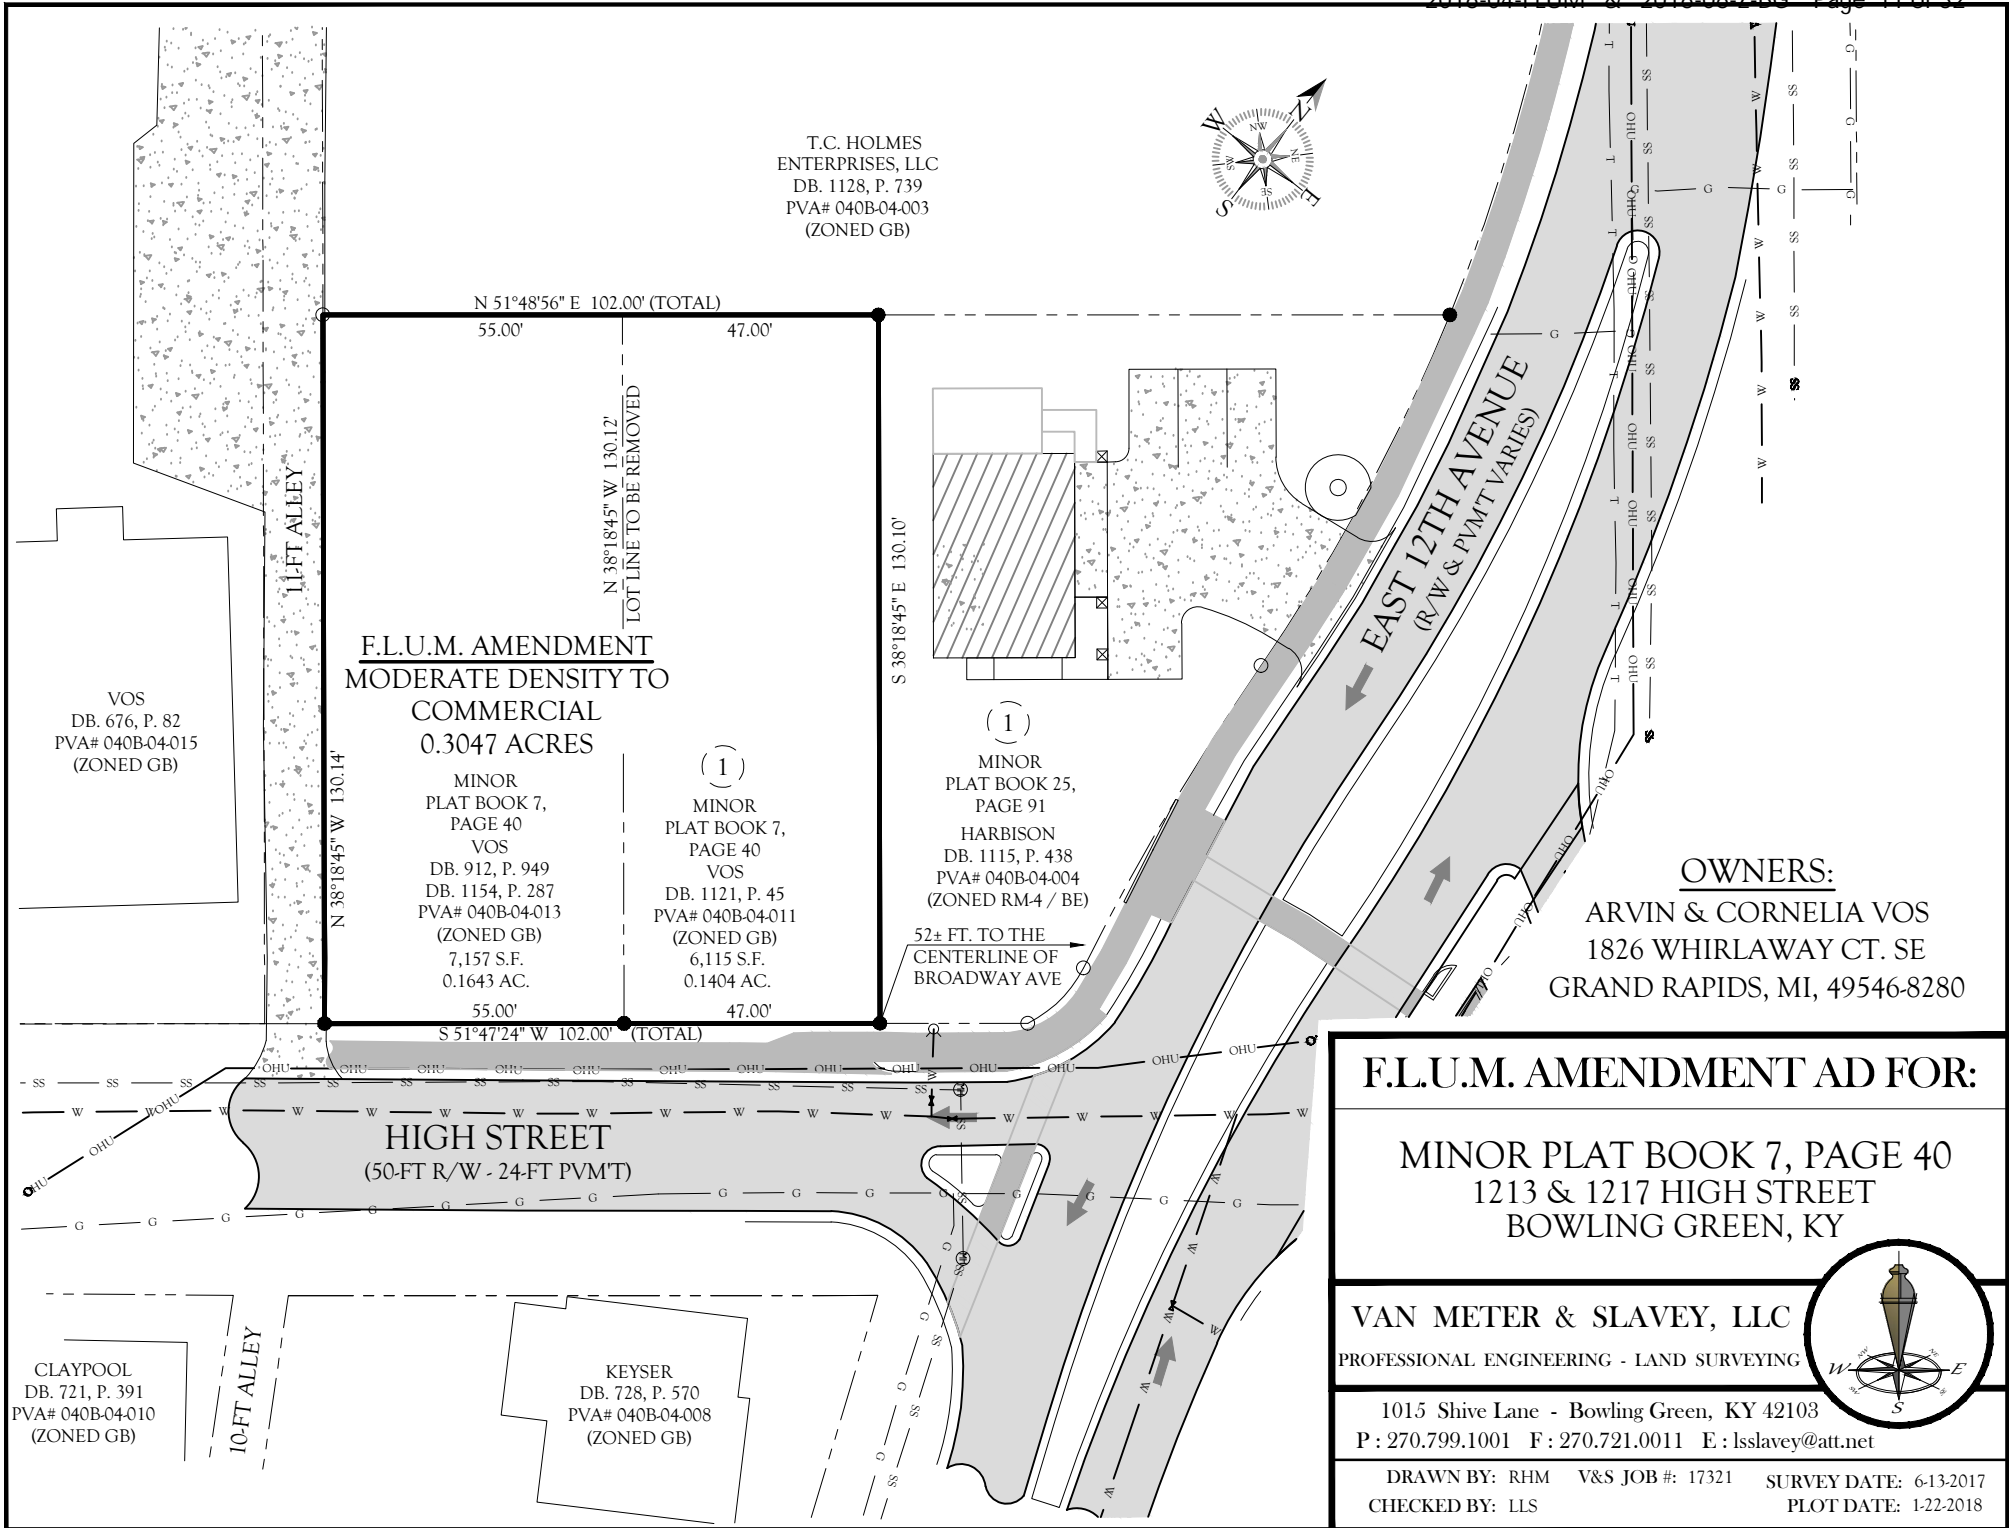 T.C. HOLMES
ENTERPRISES, LLC
DB. 1128, P. 739
PVA# 040B-04-003
(ZONED GB)
W
NW
N
NE
E
SE
S
SW
N 51°48'56" E 102.00' (TOTAL)
55.00'
47.00'
N 38°18'45" W 130.12'
LOT LINE TO BE REMOVED
11-FT ALLEY
S 38°18'45" E 130.10'
EAST 12TH AVENUE
(R/W & PVM'T VARIES)
F.L.U.M. AMENDMENT
MODERATE DENSITY TO
COMMERCIAL
0.3047 ACRES
VOS
DB. 676, P. 82
PVA# 040B-04-015
(ZONED GB)
N 38°18'45" W 130.14'
MINOR
PLAT BOOK 7,
PAGE 40
VOS
DB. 912, P. 949
DB. 1154, P. 287
PVA# 040B-04-013
(ZONED GB)
7,157 S.F.
0.1643 AC.
1
MINOR
PLAT BOOK 7,
PAGE 40
VOS
DB. 1121, P. 45
PVA# 040B-04-011
(ZONED GB)
6,115 S.F.
0.1404 AC.
1
MINOR
PLAT BOOK 25,
PAGE 91
HARBISON
DB. 1115, P. 438
PVA# 040B-04-004
(ZONED RM-4 / BE)
52± FT. TO THE
CENTERLINE OF
BROADWAY AVE
55.00'
47.00'
S 51°47'24" W 102.00' (TOTAL)
OWNERS:
ARVIN & CORNELIA VOS
1826 WHIRLAWAY CT. SE
GRAND RAPIDS, MI, 49546-8280
HIGH STREET
(50-FT R/W - 24-FT PVM'T)
CLAYPOOL
DB. 721, P. 391
PVA# 040B-04-010
(ZONED GB)
10-FT ALLEY
KEYSER
DB. 728, P. 570
PVA# 040B-04-008
(ZONED GB)
F.L.U.M. AMENDMENT AD FOR:
MINOR PLAT BOOK 7, PAGE 40
1213 & 1217 HIGH STREET
BOWLING GREEN, KY
VAN METER & SLAVEY, LLC
PROFESSIONAL ENGINEERING - LAND SURVEYING
W
NW
NE
E
SE
S
SW
1015 Shive Lane - Bowling Green, KY 42103
P : 270.799.1001 F : 270.721.0011 E : lsslavey@att.net
DRAWN BY: RHM V&S JOB #: 17321 SURVEY DATE: 6-13-2017
CHECKED BY: LLS PLOT DATE: 1-22-2018